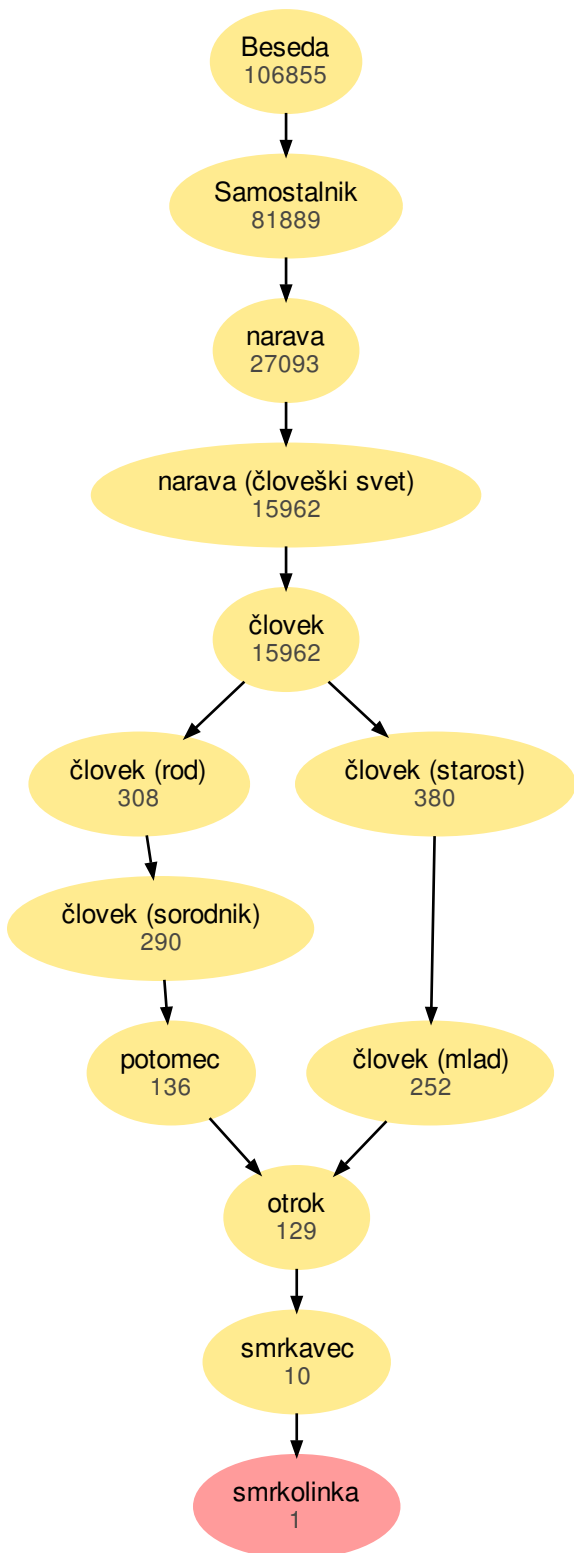 Beseda
106855
Samostalnik
81889
narava
27093
narava (človeški svet)
15962
človek
15962
človek (rod)
308
človek (starost)
380
človek (sorodnik)
290
potomec
136
človek (mlad)
252
otrok
129
smrkavec
10
smrkolinka
1